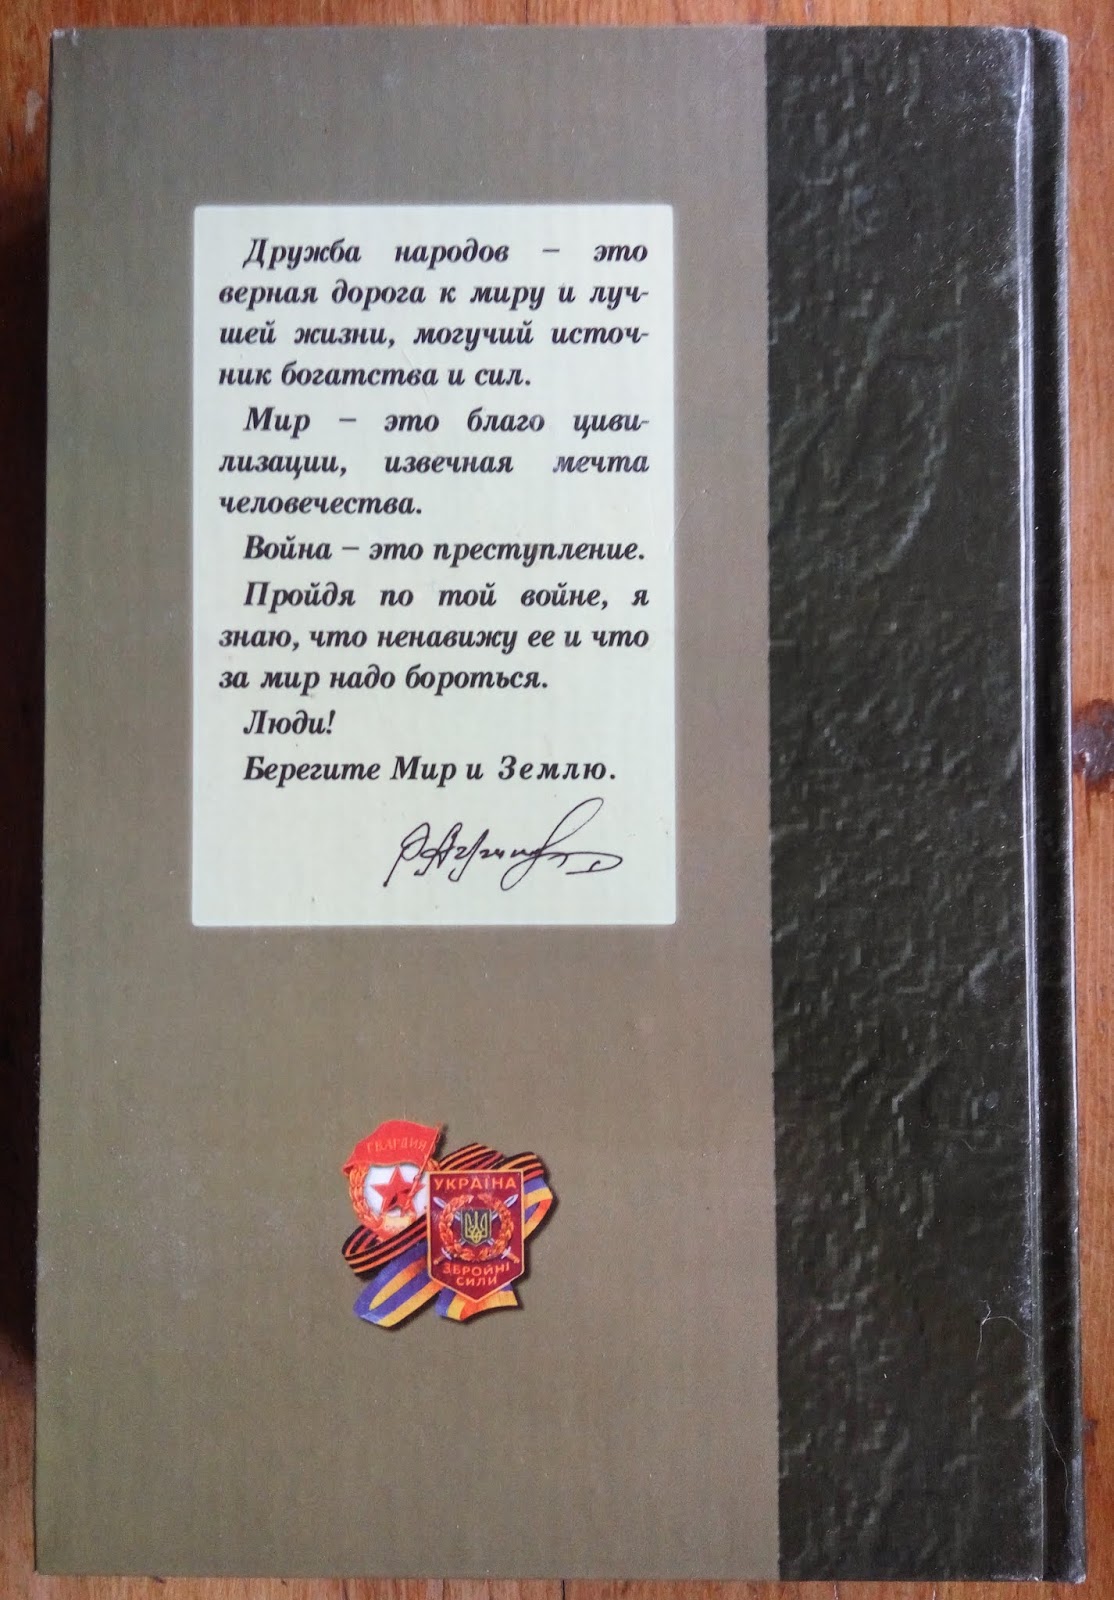 Дружба народов – это
верная дорога к миру и луч-
шей жизни, могучий источ-
ник богатства и сил.
Мир – это благо циви-
лизации, извечная мечта
человечества.
Война – это преступление.
Пройдя по той войне, я
знаю, что ненавижу ее и что
за мир надо бороться.
Люди!
Берегите Мир и Землю.
ГВАРДИЯ
УКРАЇНА
ЗБРОЙНІ
СИЛИ